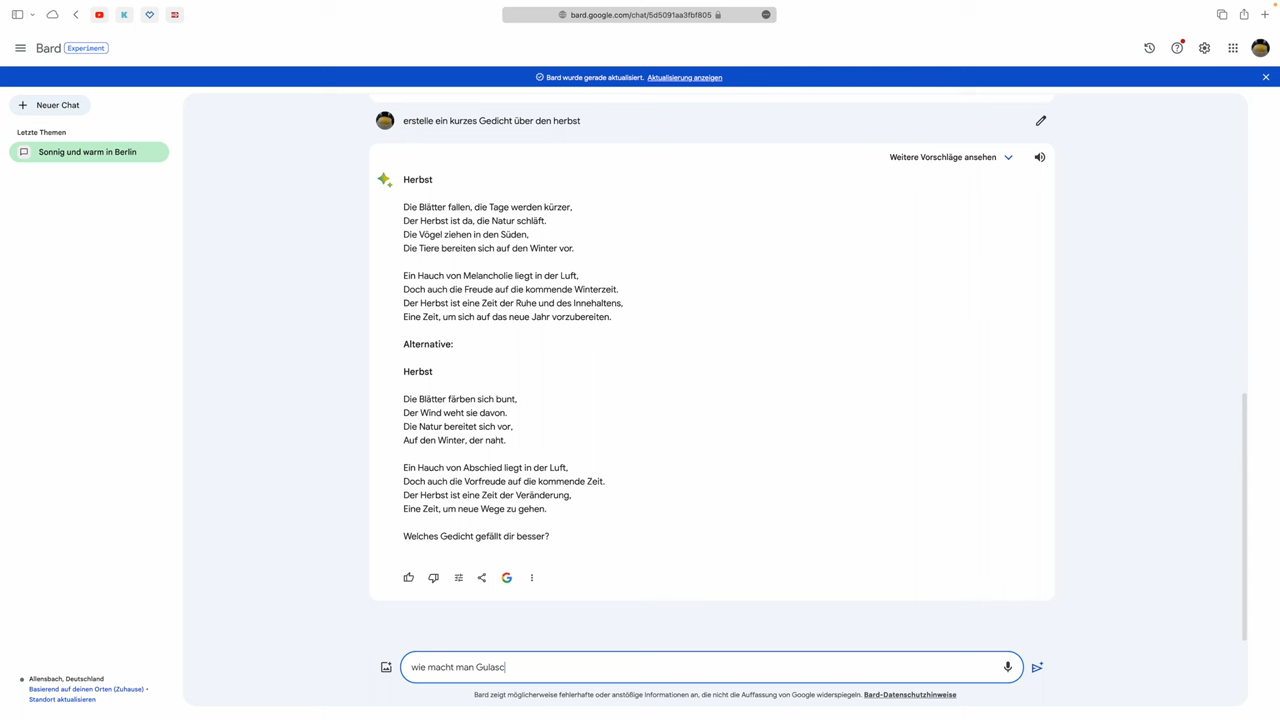 bard.google.com/chat/5d5091aa3fbf805
Bard Experiment
Bard wurde gerade aktualisiert. Aktualisierung anzeigen
Neuer Chat
Letzte Themen
Sonnig und warm in Berlin
erstelle ein kurzes Gedicht über den herbst
Weitere Vorschläge ansehen
Herbst
Die Blätter fallen, die Tage werden kürzer,
Der Herbst ist da, die Natur schläft.
Die Vögel ziehen in den Süden,
Die Tiere bereiten sich auf den Winter vor.
Ein Hauch von Melancholie liegt in der Luft,
Doch auch die Freude auf die kommende Winterzeit.
Der Herbst ist eine Zeit der Ruhe und des Innehaltens,
Eine Zeit, um sich auf das neue Jahr vorzubereiten.
Alternative:
Herbst
Die Blätter färben sich bunt,
Der Wind weht sie davon.
Die Natur bereitet sich vor,
Auf den Winter, der naht.
Ein Hauch von Abschied liegt in der Luft,
Doch auch die Vorfreude auf die kommende Zeit.
Der Herbst ist eine Zeit der Veränderung,
Eine Zeit, um neue Wege zu gehen.
Welches Gedicht gefällt dir besser?
wie macht man Gulasc
Allensbach, Deutschland
Basierend auf deinen Orten (Zuhause) •
Standort aktualisieren
Bard zeigt möglicherweise fehlerhafte oder anstößige Informationen an, die nicht die Auffassung von Google widerspiegeln. Bard-Datenschutzhinweise